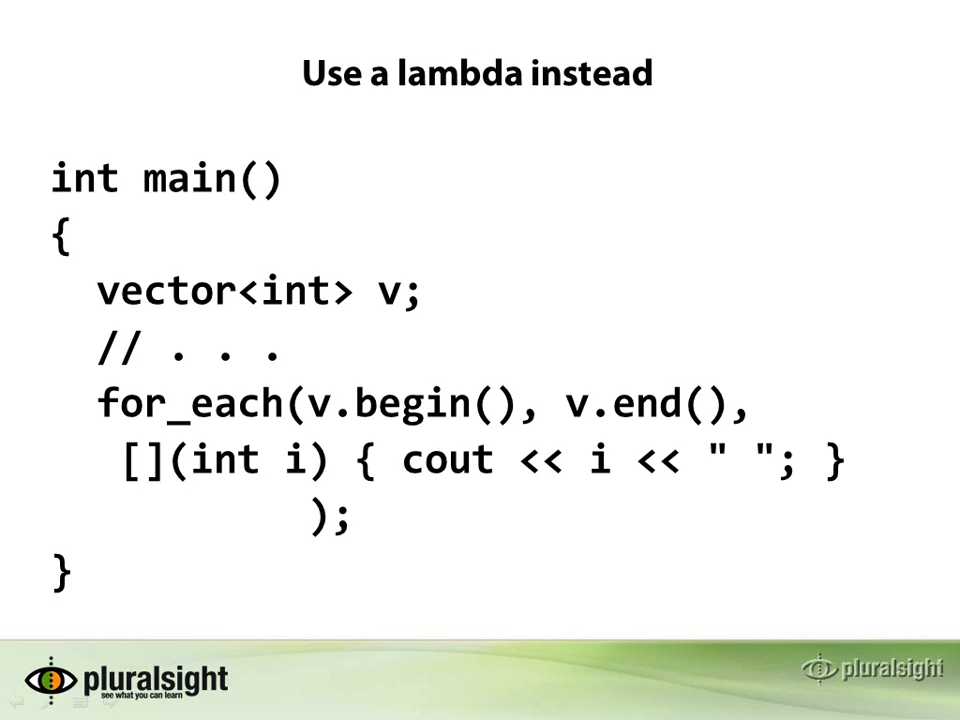 Use a lambda instead
int main()
{
  vector<int> v;
  // . . .
  for_each(v.begin(), v.end(),
   [](int i) { cout << i << " "; }
           );
}
pluralsight
see what you can learn
pluralsight